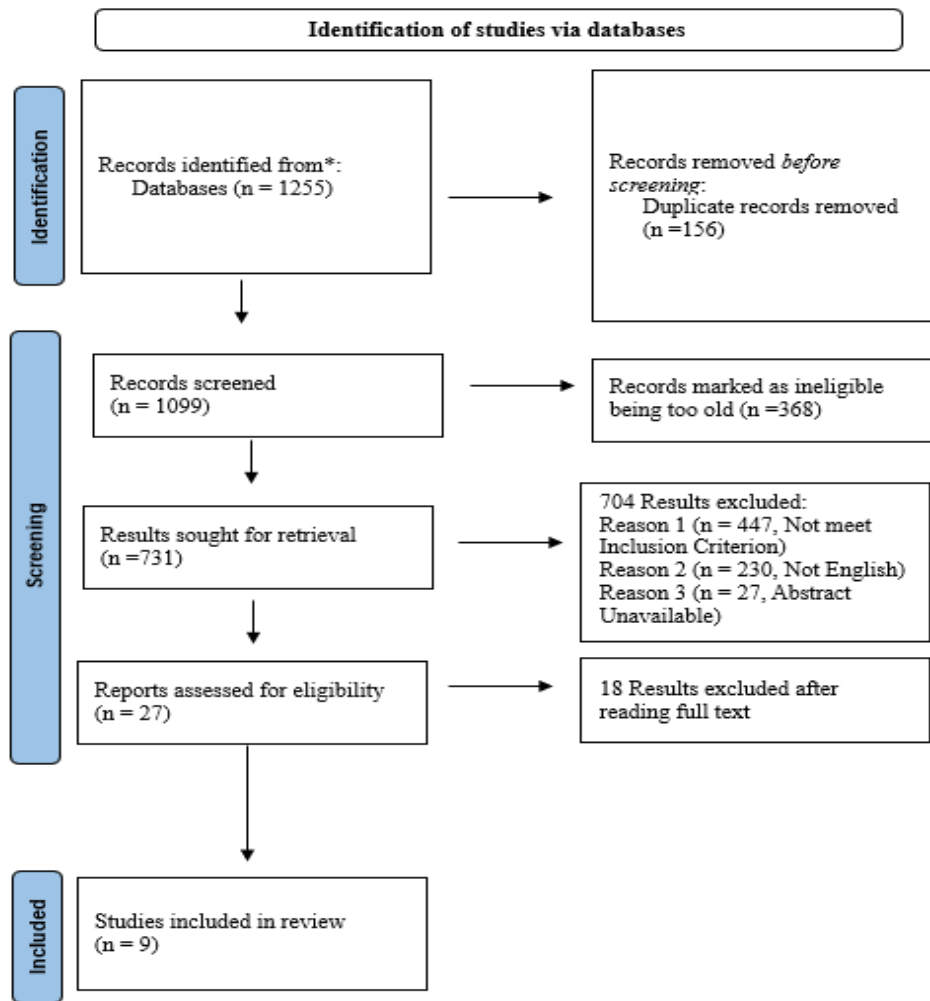 Identification of studies via databases
Identification
Records identified from*:
Databases (n = 1255)
Records removed before
screening:
Duplicate records removed
(n =156)
Screening
Records screened
(n = 1099)
Records marked as ineligible
being too old (n =368)
Results sought for retrieval
(n =731)
704 Results excluded:
Reason 1 (n = 447, Not meet
Inclusion Criterion)
Reason 2 (n = 230, Not English)
Reason 3 (n = 27, Abstract
Unavailable)
Reports assessed for eligibility
(n = 27)
18 Results excluded after
reading full text
Included
Studies included in review
(n = 9)